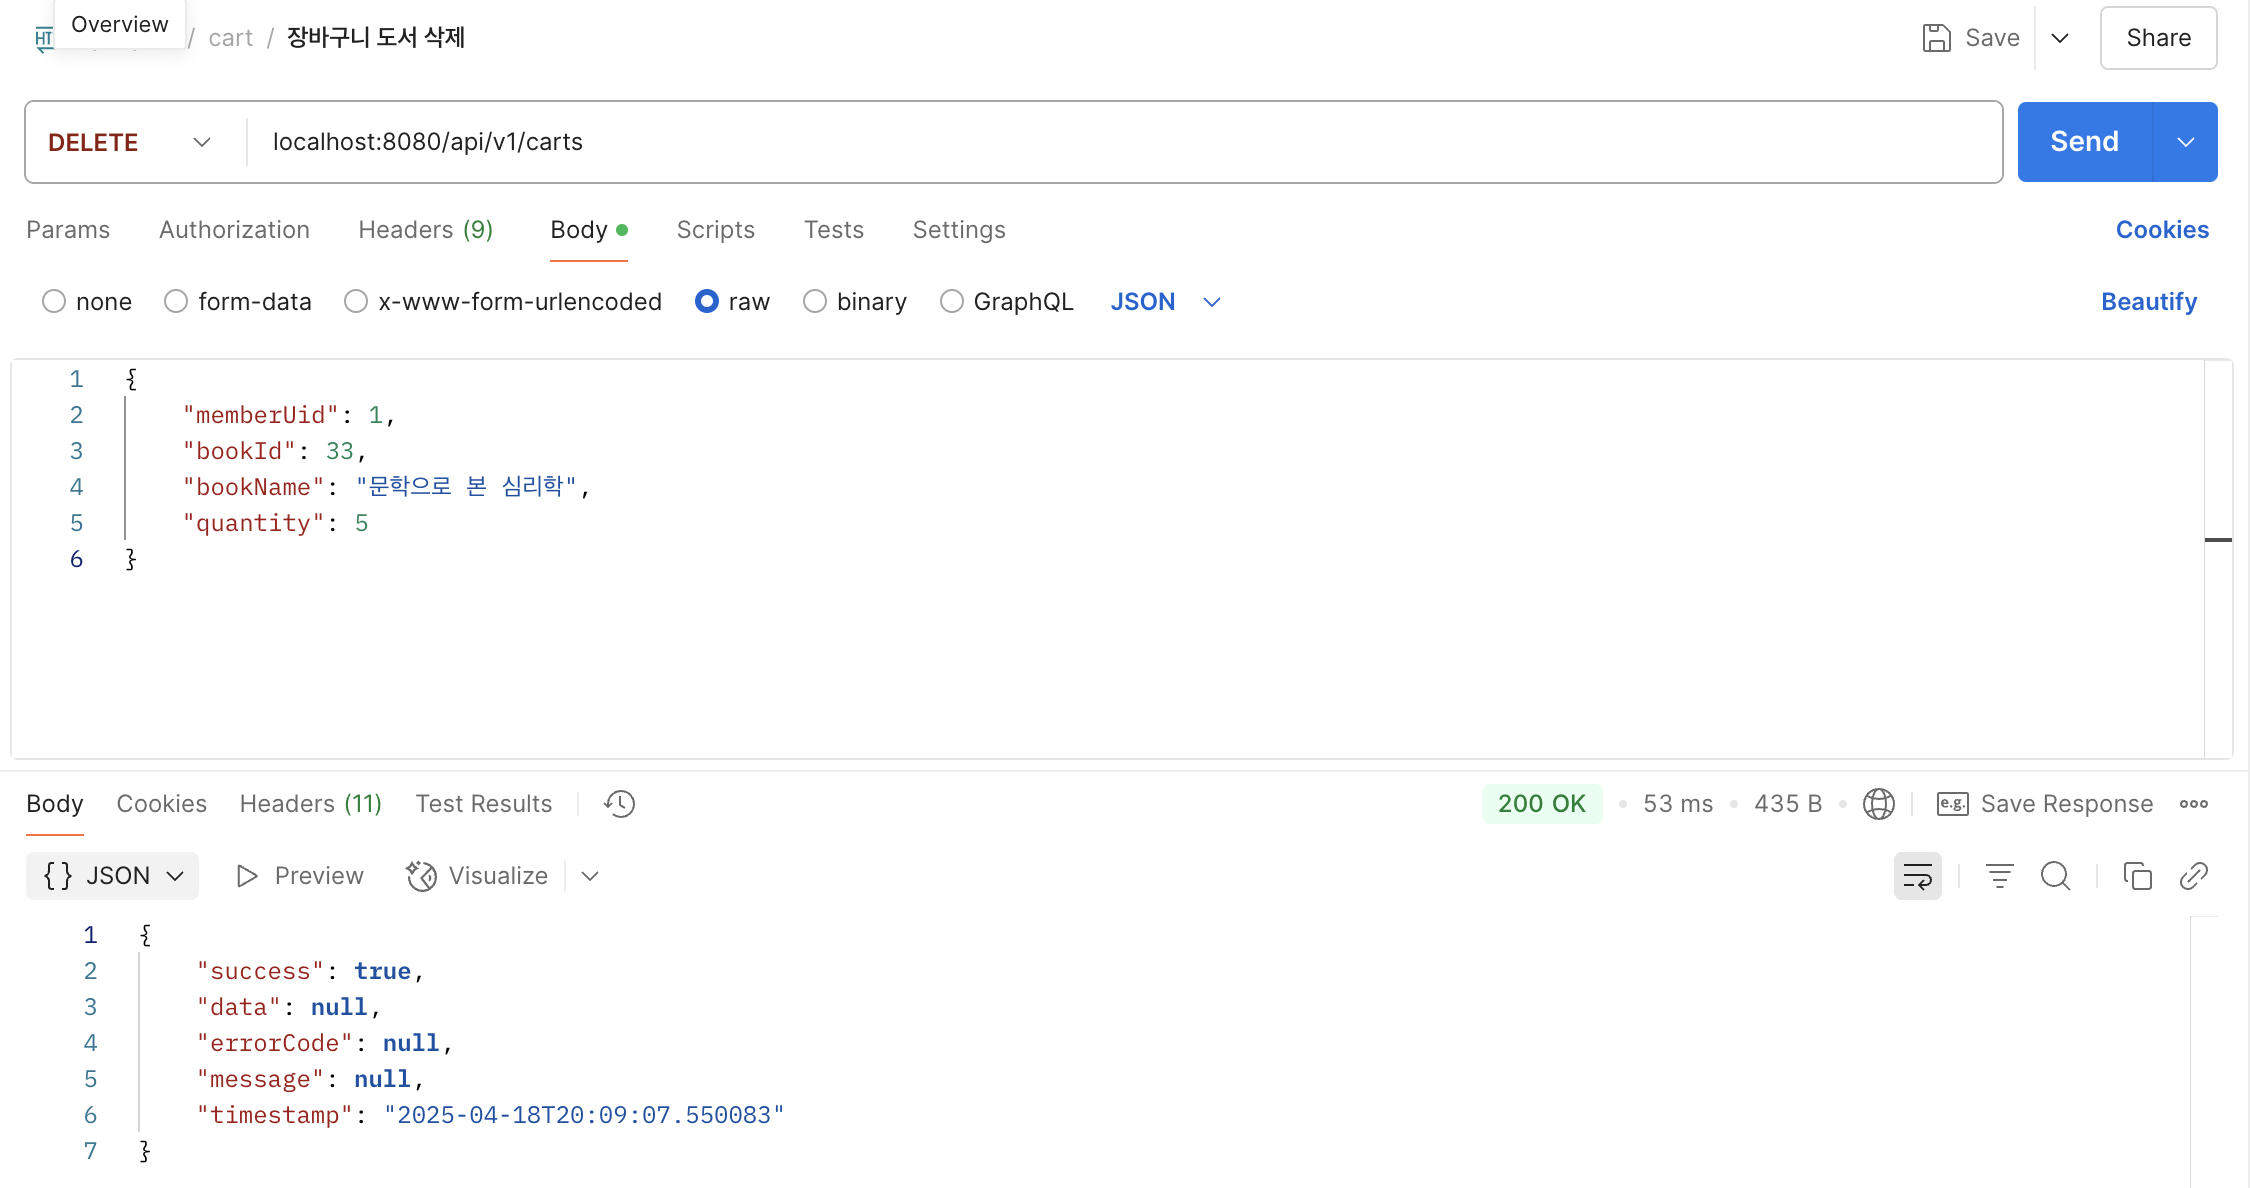 Overview
/ cart / 장바구니 도서 삭제
Save
Share
DELETE
localhost:8080/api/v1/carts
Send
Params Authorization Headers (9) Body Scripts Tests Settings Cookies
none form-data x-www-form-urlencoded raw binary GraphQL JSON Beautify
1 {
2 "memberUid": 1,
3 "bookId": 33,
4 "bookName": "문학으로 본 심리학",
5 "quantity": 5
6 }
Body Cookies Headers (11) Test Results 200 OK 53 ms 435 B e.g. Save Response
{} JSON Preview Visualize
1 {
2 "success": true,
3 "data": null,
4 "errorCode": null,
5 "message": null,
6 "timestamp": "2025-04-18T20:09:07.550083"
7 }